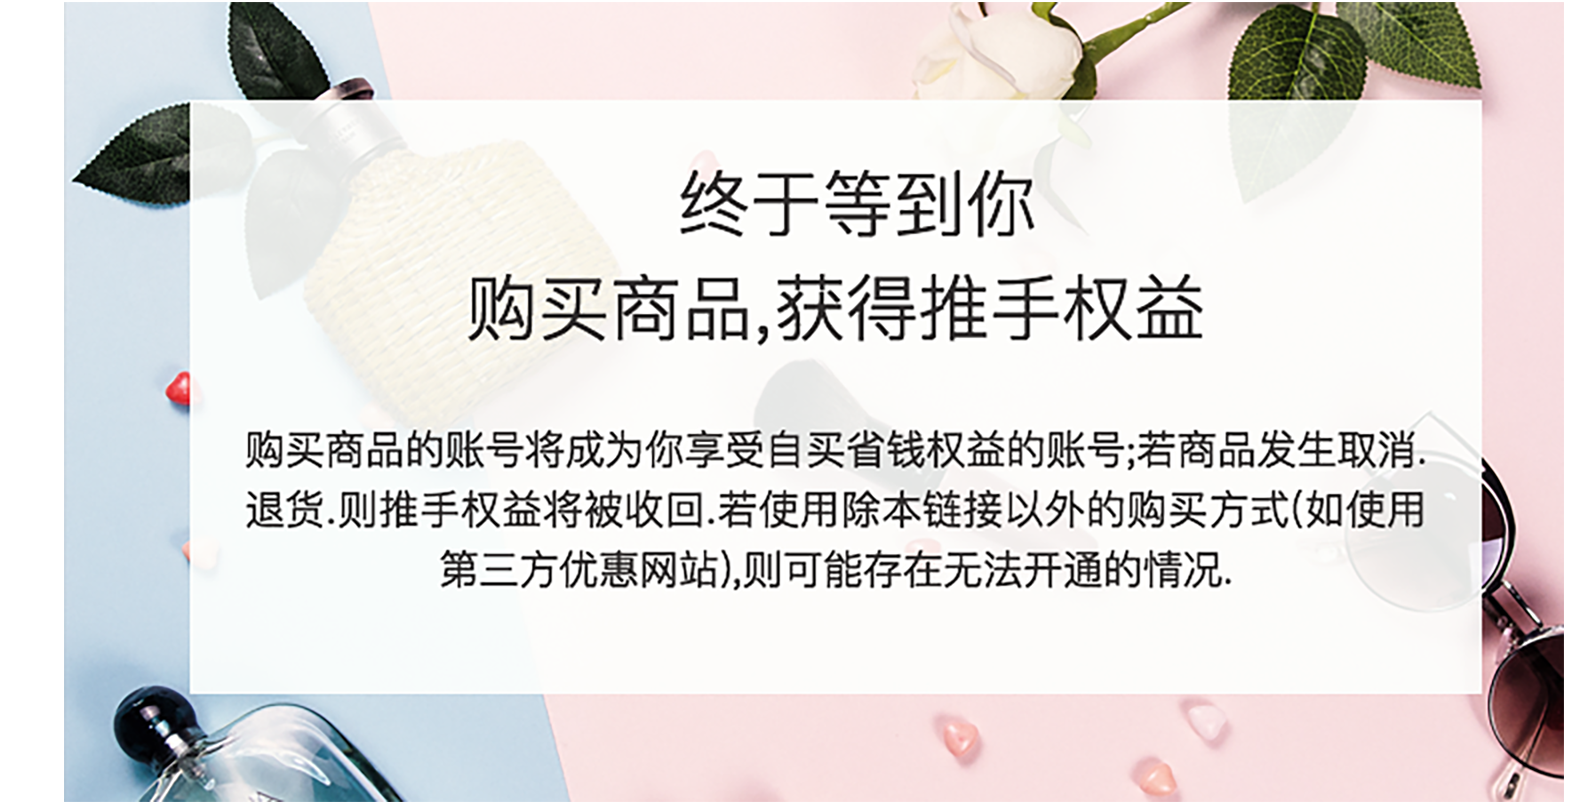 终于等到你
购买商品,获得推手权益
购买商品的账号将成为你享受自买省钱权益的账号;若商品发生取消.
退货.则推手权益将被收回.若使用除本链接以外的购买方式(如使用
第三方优惠网站),则可能存在无法开通的情况.